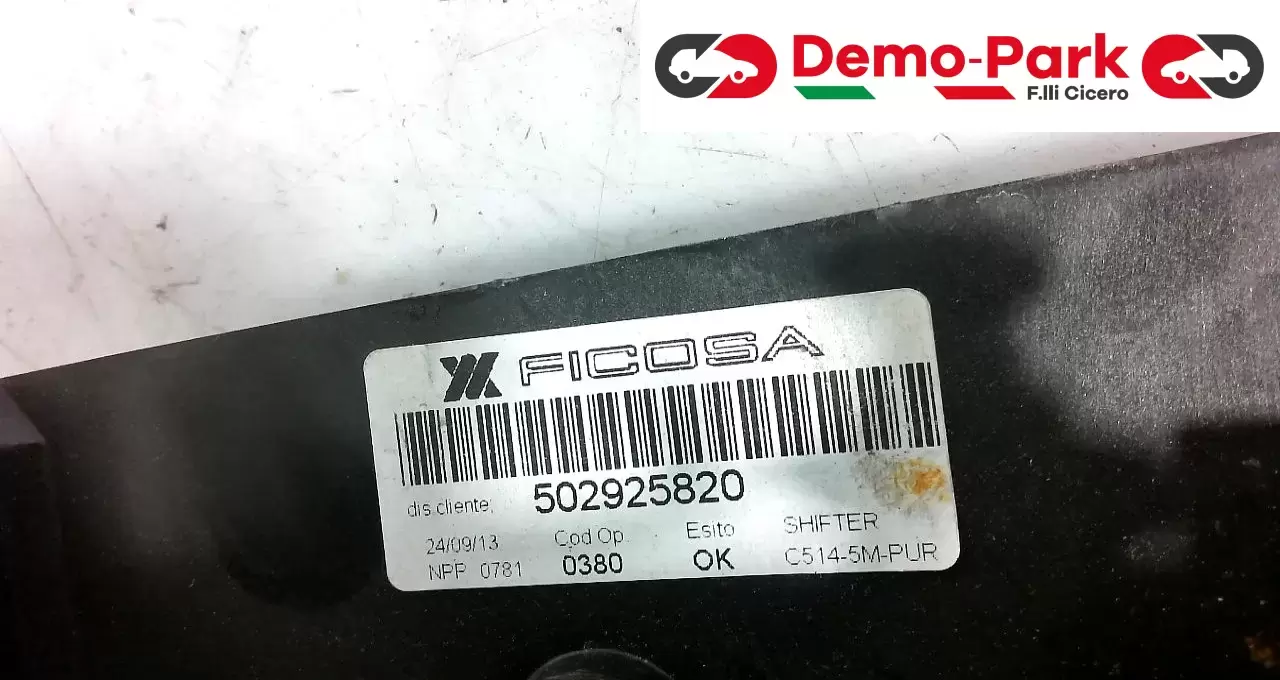 Demo-Park
F.lli Cicero
FICOSA
dis.cliente: 502925820
24/09/13 Cod Op. Esito SHIFTER
NPP 0781 0380 OK C514-5M-PUR